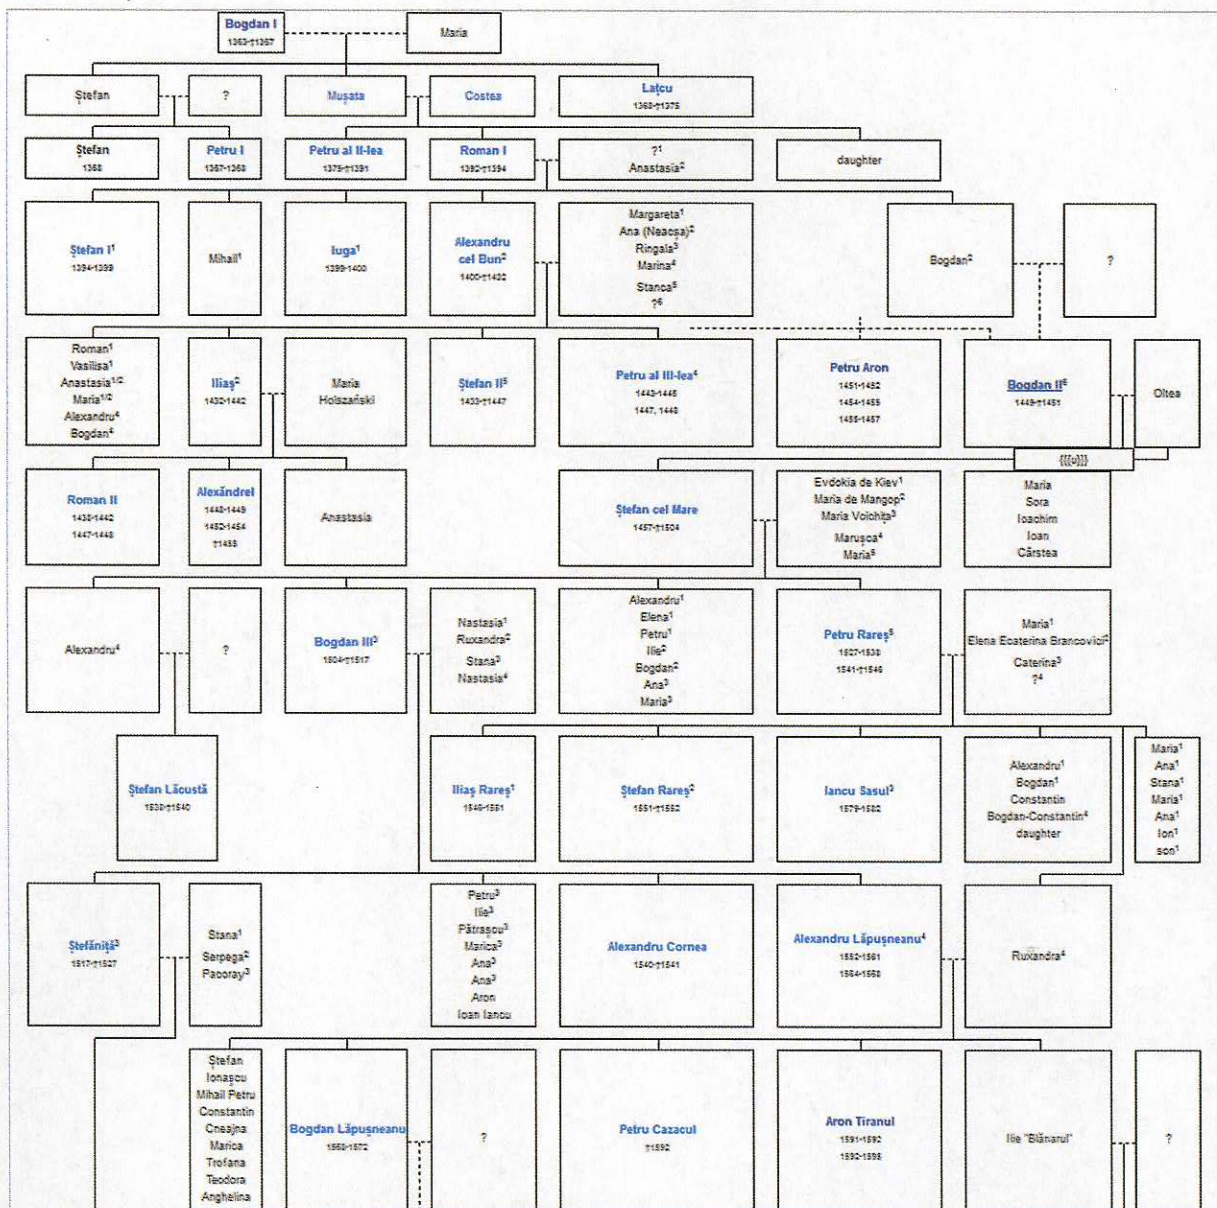 Bogdan I
1363-†1367
Maria
Ștefan
?
Mușata
Costea
Lațcu
1368-†1375
Ștefan
1368
Petru I
1367-1368
Petru al II-lea
1375-†1391
Roman I
1392-†1394
?¹
Anastasia²
daughter
Ștefan I¹
1394-1399
Mihail¹
Iuga¹
1399-1400
Alexandru
cel Bun²
1400-†1432
Margareta¹
Ana (Neacșa)²
Ringala³
Marina⁴
Stanca⁵
?⁶
Bogdan²
?
Roman¹
Vasilisa¹
Anastasia¹/²
Maria¹/²
Alexandru⁴
Bogdan⁴
Iliaș²
1432-1442
Maria
Holszański
Ștefan II⁵
1433-†1447
Petru al III-lea⁴
1443-1445
1447, 1448
Petru Aron
1451-1452
1454-1455
1455-1457
Bogdan II⁶
1449-†1451
Oltea
{{{u}}}
Roman II
1438-1442
1447-1448
Alexăndrel
1448-1449
1452-1454
†1455
Anastasia
Ștefan cel Mare
1457-†1504
Evdokia de Kiev¹
Maria de Mangop²
Maria Voichița³
Marușca⁴
Maria⁵
Maria
Sora
Ioachim
Ioan
Cârstea
Alexandru⁴
?
Bogdan III³
1504-†1517
Nastasia¹
Ruxandra²
Stana³
Nastasia⁴
Alexandru¹
Elena¹
Petru¹
Ilie²
Bogdan²
Ana³
Maria³
Petru Rareș⁵
1527-1538
1541-†1546
Maria¹
Elena Ecaterina Brancovici²
Caterina³
?⁴
Ștefan Lăcustă
1538-†1540
Iliaș Rareș¹
1546-1551
Ștefan Rareș²
1551-†1552
Iancu Sasul³
1579-1582
Alexandru¹
Bogdan¹
Constantin
Bogdan-Constantin⁴
daughter
Maria¹
Ana¹
Stana¹
Maria¹
Ana¹
Ion¹
son¹
Ștefăniță³
1517-†1527
Stana¹
Serpega²
Pacoray³
Petru³
Ilie³
Pătrașcu³
Marica³
Ana³
Ana³
Aron
Ioan Iancu
Alexandru Cornea
1540-†1541
Alexandru Lăpușneanu⁴
1552-1561
1564-1568
Ruxandra⁴
Ștefan
Ionașcu
Mihail Petru
Constantin
Cneajna
Marica
Trofana
Teodora
Anghelina
Bogdan Lăpușneanu
1568-1572
?
Petru Cazacul
†1592
Aron Tiranul
1591-1592
1592-1595
Ilie "Blănarul"
?